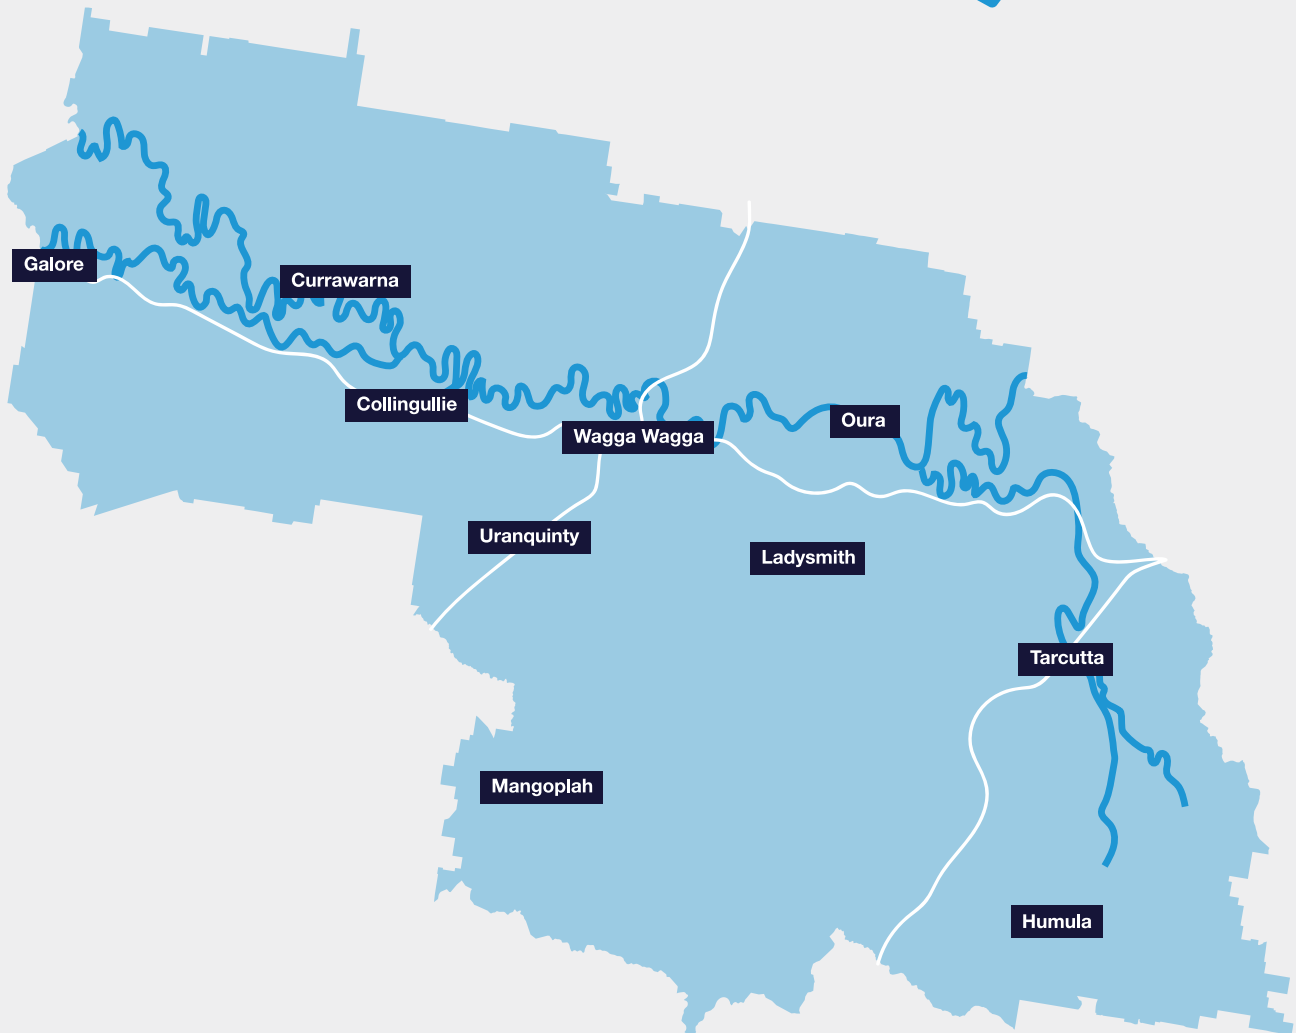 Galore
Currawarna
Collingullie
Oura
Wagga Wagga
Uranquinty
Ladysmith
Tarcutta
Mangoplah
Humula